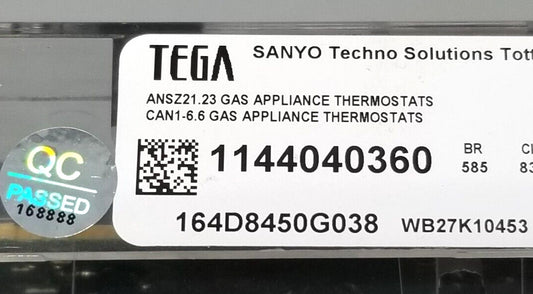 TEGA SANYO Techno Solutions Tott
ANSZ21.23 GAS APPLIANCE THERMOSTATS
CAN1-6.6 GAS APPLIANCE THERMOSTATS
1144040360
BR
585
83
164D8450G038 WB27K10453
QC
PASSED
168888